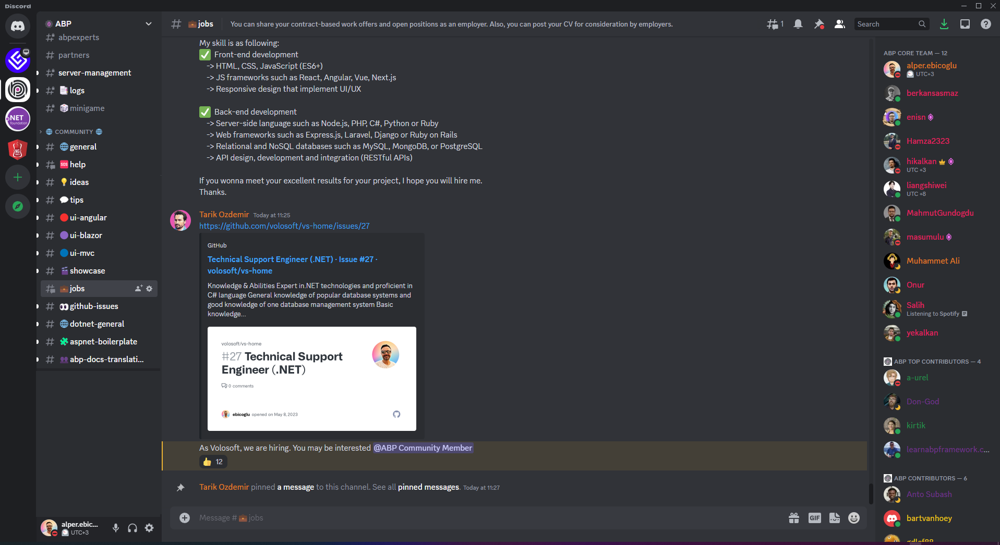 Discord
ABP
abpexperts
partners
server-management
logs
minigame
COMMUNITY
general
help
ideas
tips
ui-angular
ui-blazor
ui-mvc
showcase
jobs
github-issues
dotnet-general
aspnet-boilerplate
abp-docs-translati...
alper.ebic...
UTC+3
.NET
foundation
NG
SOS
jobs
You can share your contract-based work offers and open positions as an employer. Also, you can post your CV for consideration by employers.
1
Search
My skill is as following:
Front-end development
-> HTML, CSS, JavaScript (ES6+)
-> JS frameworks such as React, Angular, Vue, Next.js
-> Responsive design that implement UI/UX
Back-end development
-> Server-side language such as Node.js, PHP, C#, Python or Ruby
-> Web frameworks such as Express.js, Laravel, Django or Ruby on Rails
-> Relational and NoSQL databases such as MySQL, MongoDB, or PostgreSQL
-> API design, development and integration (RESTful APIs)
If you wonna meet your excellent results for your project, I hope you will hire me.
Thanks.
Tarik Ozdemir Today at 11:25
https://github.com/volosoft/vs-home/issues/27
GitHub
Technical Support Engineer (.NET) · Issue #27 ·
volosoft/vs-home
Knowledge & Abilities Expert in.NET technologies and proficient in
C# language General knowledge of popular database systems and
good knowledge of one database management system Basic
knowledge...
volosoft/vs-home
#27 Technical Support
Engineer (.NET)
0 comments
ebicoglu opened on May 8, 2023
As Volosoft, we are hiring. You may be interested @ABP Community Member
12
Tarik Ozdemir pinned a message to this channel. See all pinned messages. Today at 11:27
Message # jobs
GIF
ABP CORE TEAM — 12
alper.ebicoglu
UTC+3
berkansasmaz
enisn
Hamza2323
hikalkan
UTC +3
liangshiwei
UTC +8
MahmutGundogdu
masumulu
Muhammet Ali
Onur
Salih
Listening to Spotify
yekalkan
ABP TOP CONTRIBUTORS — 4
a-urel
Don-God
kirtik
learnabpframework.c...
ABP CONTRIBUTORS — 6
Anto Subash
bartvanhoey